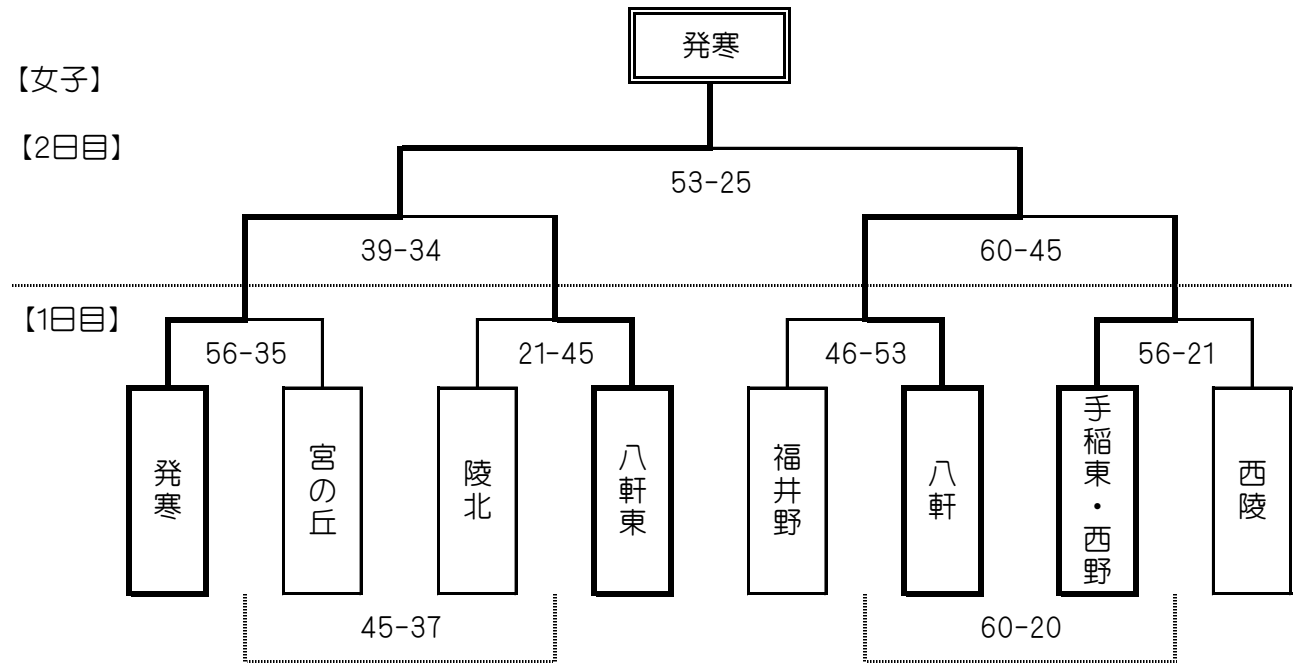 発寒
【女子】
【2日目】
53-25
39-34
60-45
【1日目】
56-35
21-45
46-53
56-21
発寒
宮の丘
陵北
八軒東
福井野
八軒
手稲東・西野
西陵
45-37
60-20